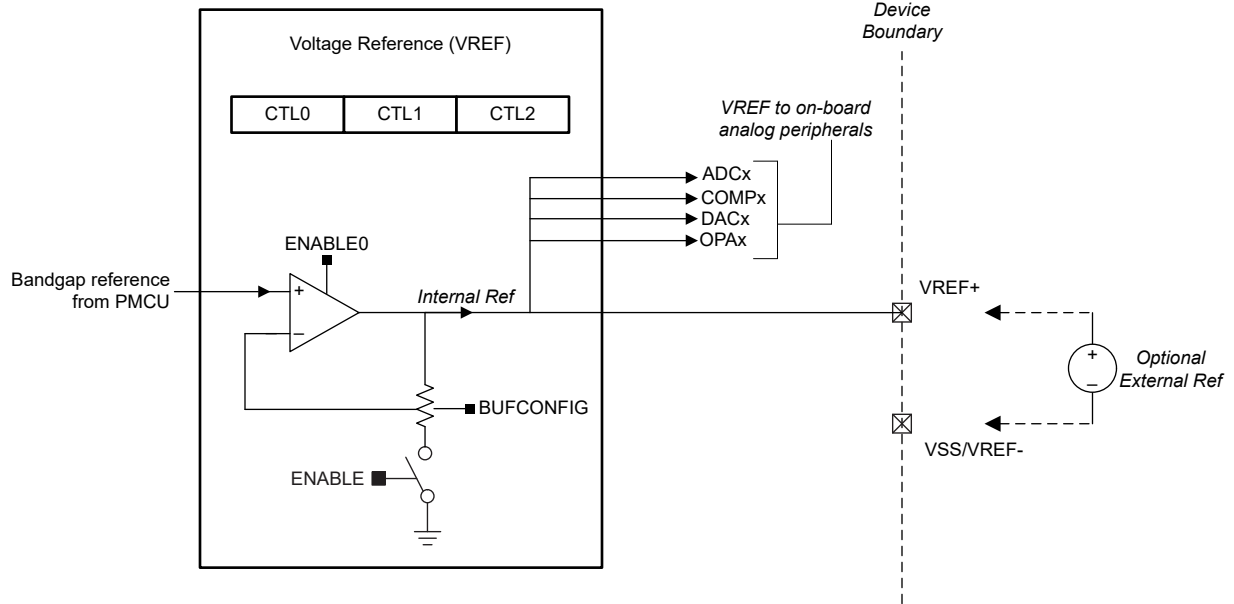 Device
Boundary
Voltage Reference (VREF)
CTL0 CTL1 CTL2
VREF to on-board
analog peripherals
ADCx
COMPx
DACx
OPAx
ENABLE0
Bandgap reference
from PMCU
+
–
Internal Ref
VREF+
+
–
Optional
External Ref
BUFCONFIG
VSS/VREF-
ENABLE